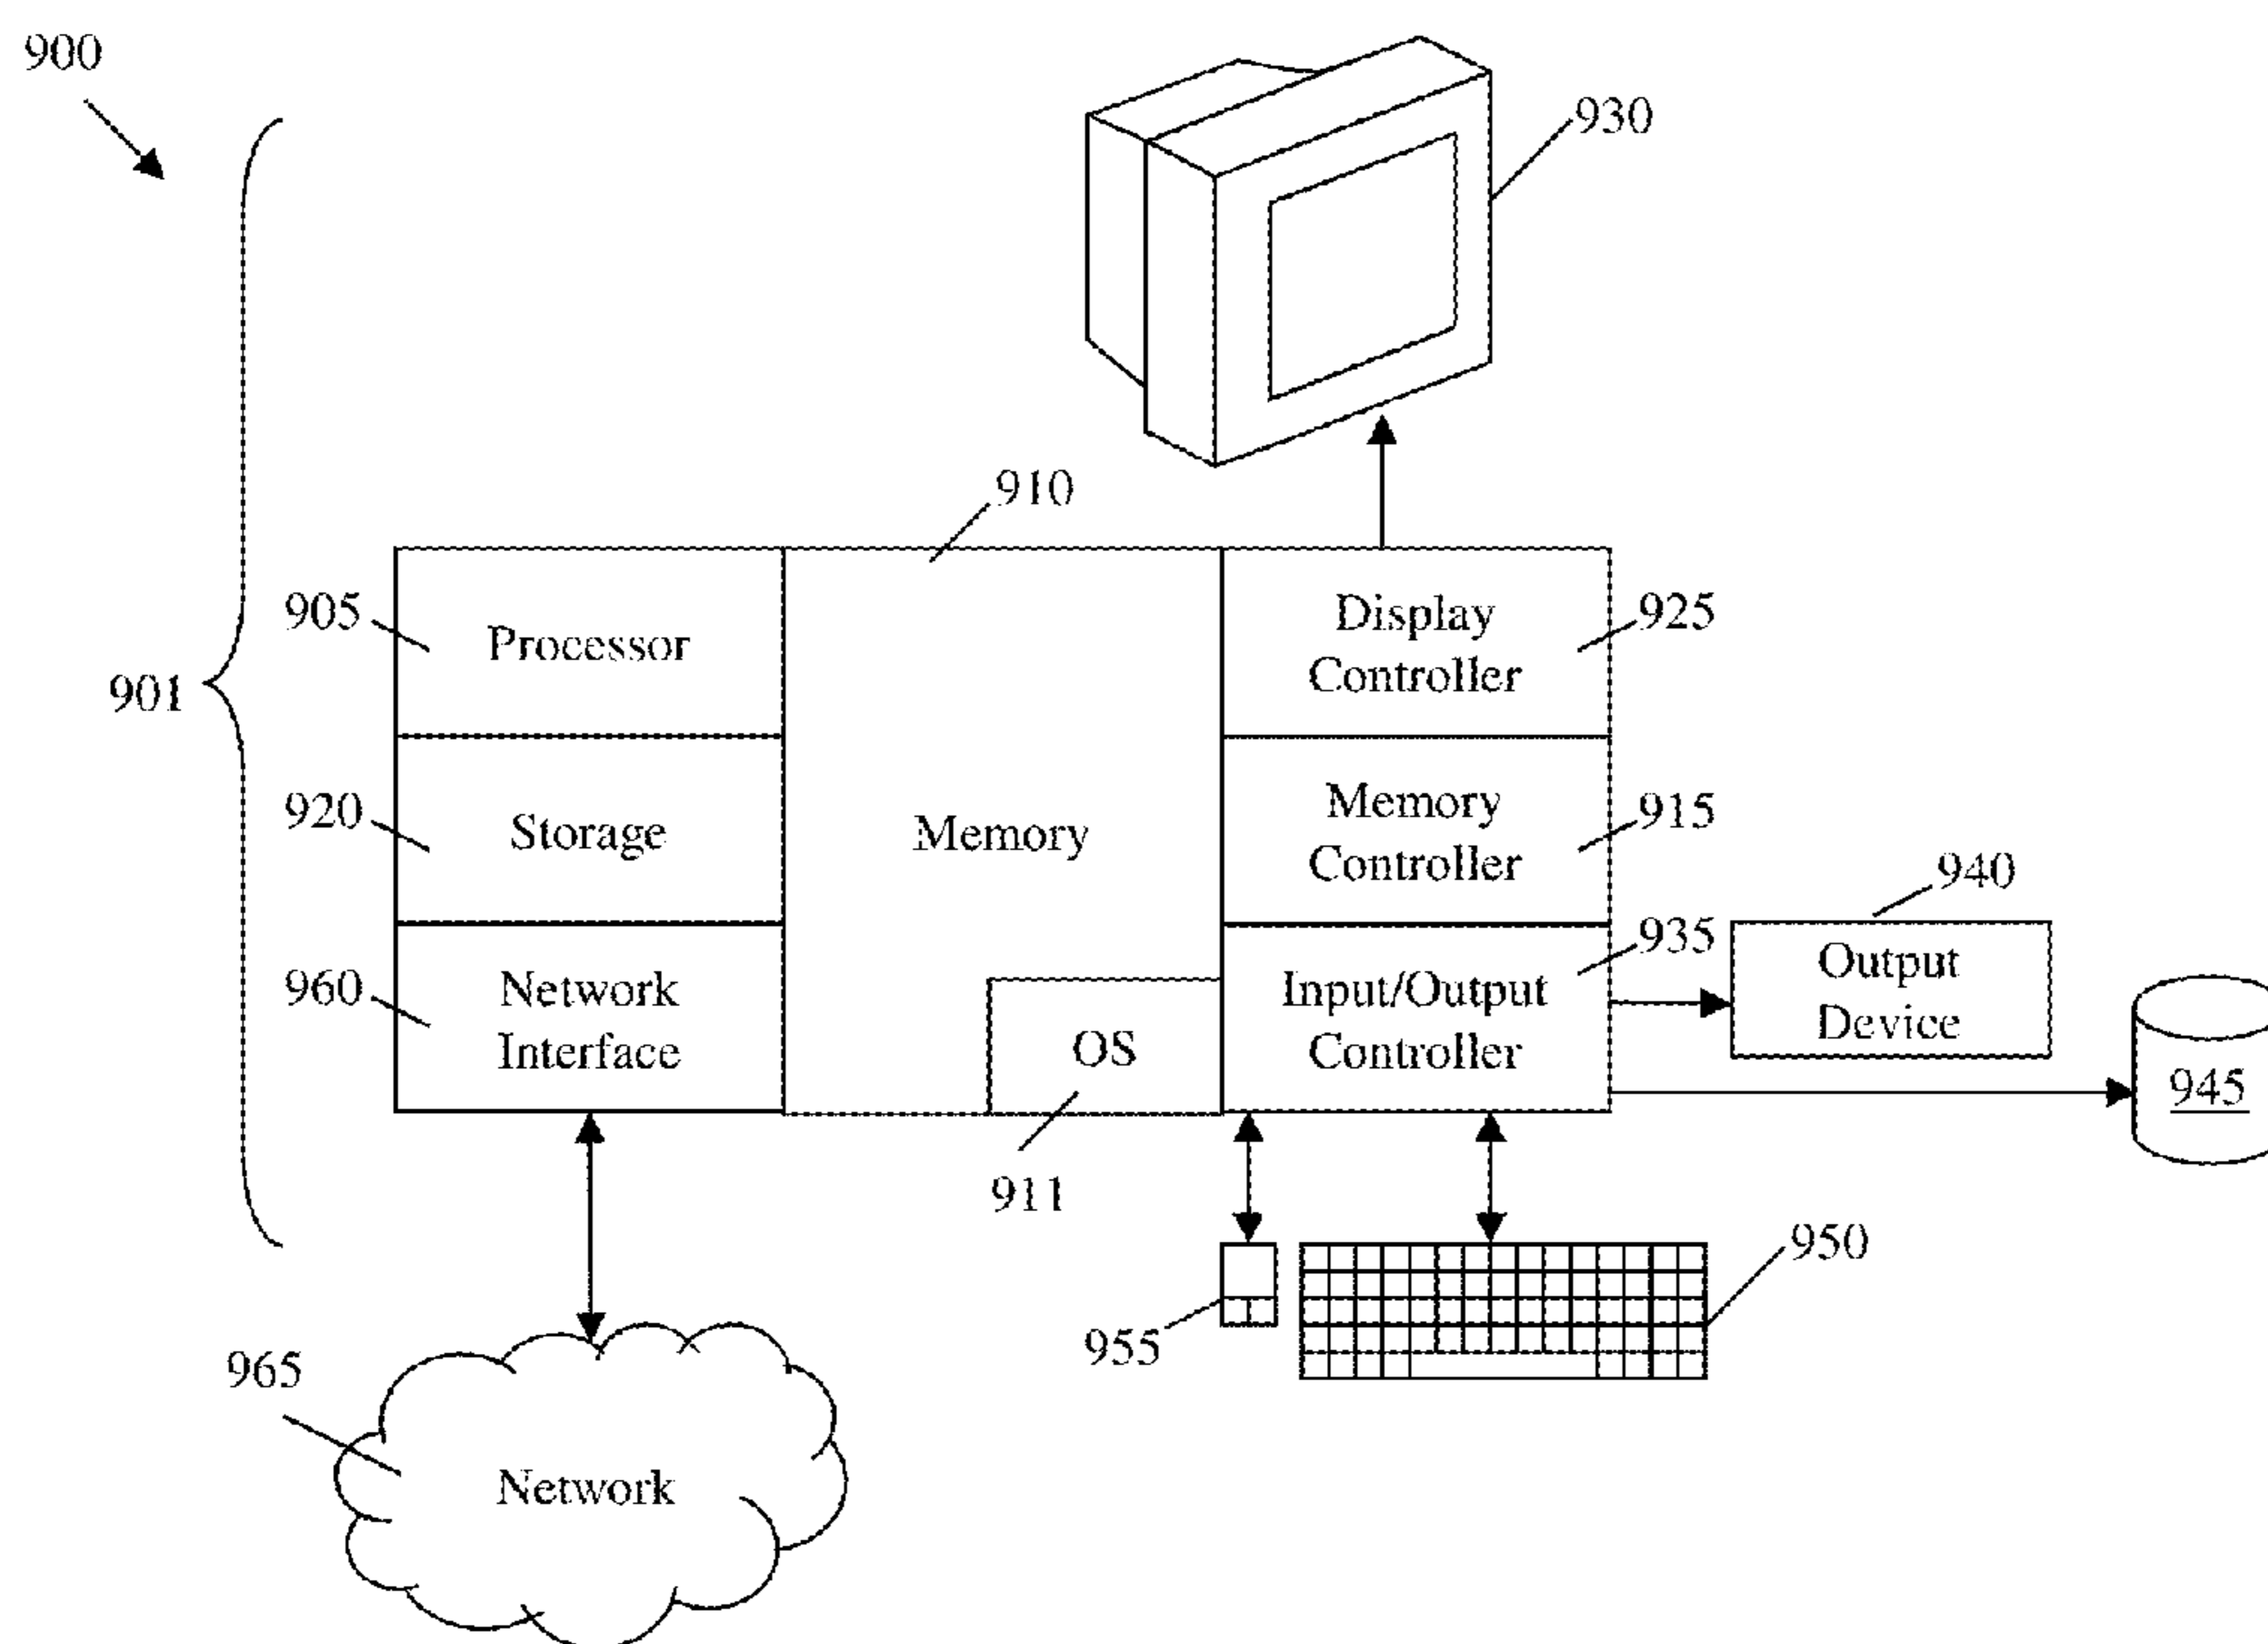 900
930
910
905
Processor
Display
Controller
925
901
920
Storage
Memory
Memory
Controller
915
940
960
Network
Interface
OS
935
Input/Output
Controller
Output
Device
945
911
950
955
965
Network